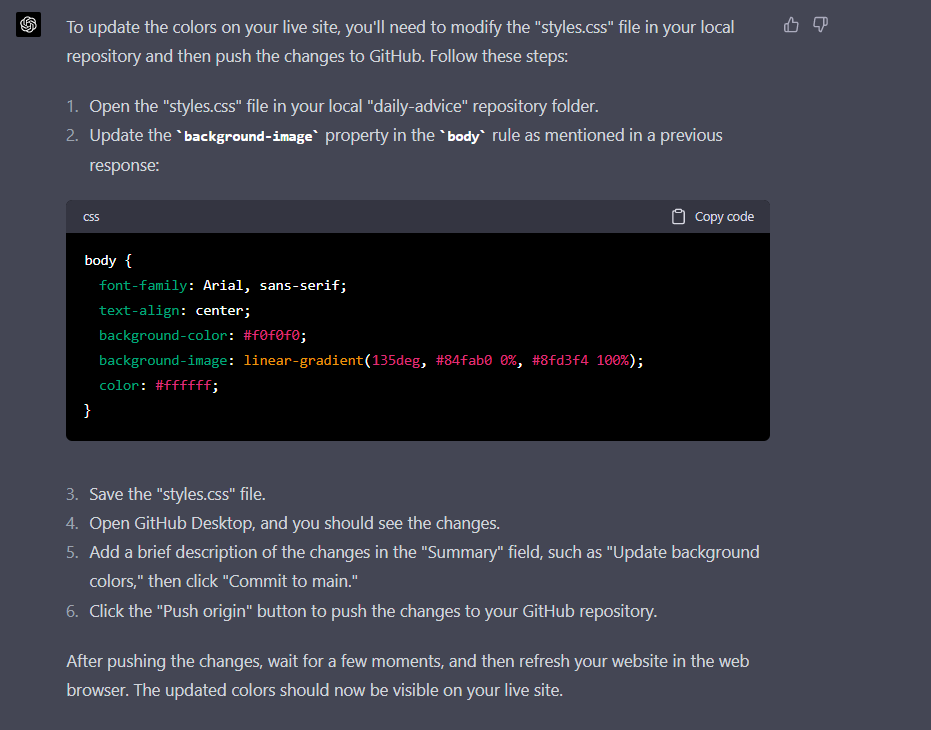 To update the colors on your live site, you'll need to modify the "styles.css" file in your local
repository and then push the changes to GitHub. Follow these steps:
1. Open the "styles.css" file in your local "daily-advice" repository folder.
2. Update the `background-image` property in the `body` rule as mentioned in a previous
response:
css Copy code
body {
  font-family: Arial, sans-serif;
  text-align: center;
  background-color: #f0f0f0;
  background-image: linear-gradient(135deg, #84fab0 0%, #8fd3f4 100%);
  color: #ffffff;
}
3. Save the "styles.css" file.
4. Open GitHub Desktop, and you should see the changes.
5. Add a brief description of the changes in the "Summary" field, such as "Update background
colors," then click "Commit to main."
6. Click the "Push origin" button to push the changes to your GitHub repository.
After pushing the changes, wait for a few moments, and then refresh your website in the web
browser. The updated colors should now be visible on your live site.